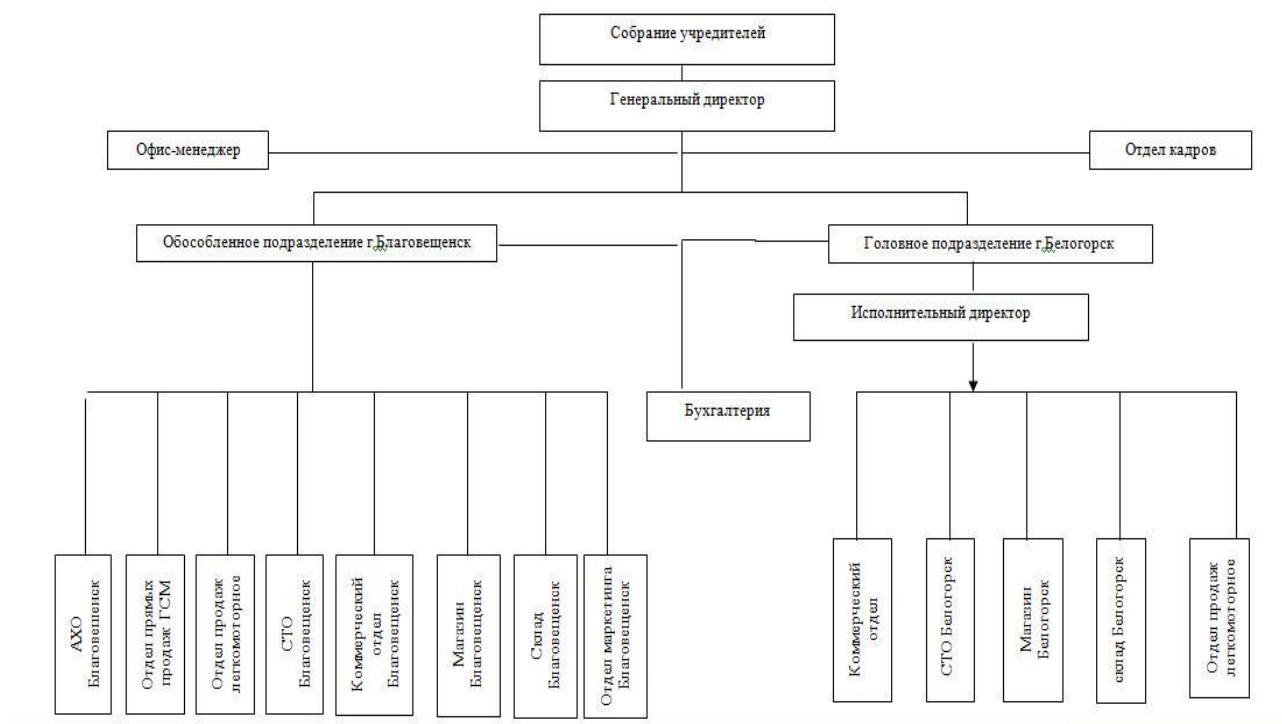 Собрание учредителей
Генеральный директор
Офис-менеджер
Отдел кадров
Обособленное подразделение г.Благовещенск
Головное подразделение г.Белогорск
Исполнительный директор
Бухгалтерия
АХО
Благовещенск
Отдел прямых
продаж ГСМ
Отдел продаж
легкомоторное
СТО
Благовещенск
Коммерческий
отдел
Благовещенск
Магазин
Благовещенск
Склад
Благовещенск
Отдел маркетинга
Благовещенск
Коммерческий
отдел
СТО Белогорск
Магазин
Белогорск
склад Белогорск
Отдел продаж
легкомоторное